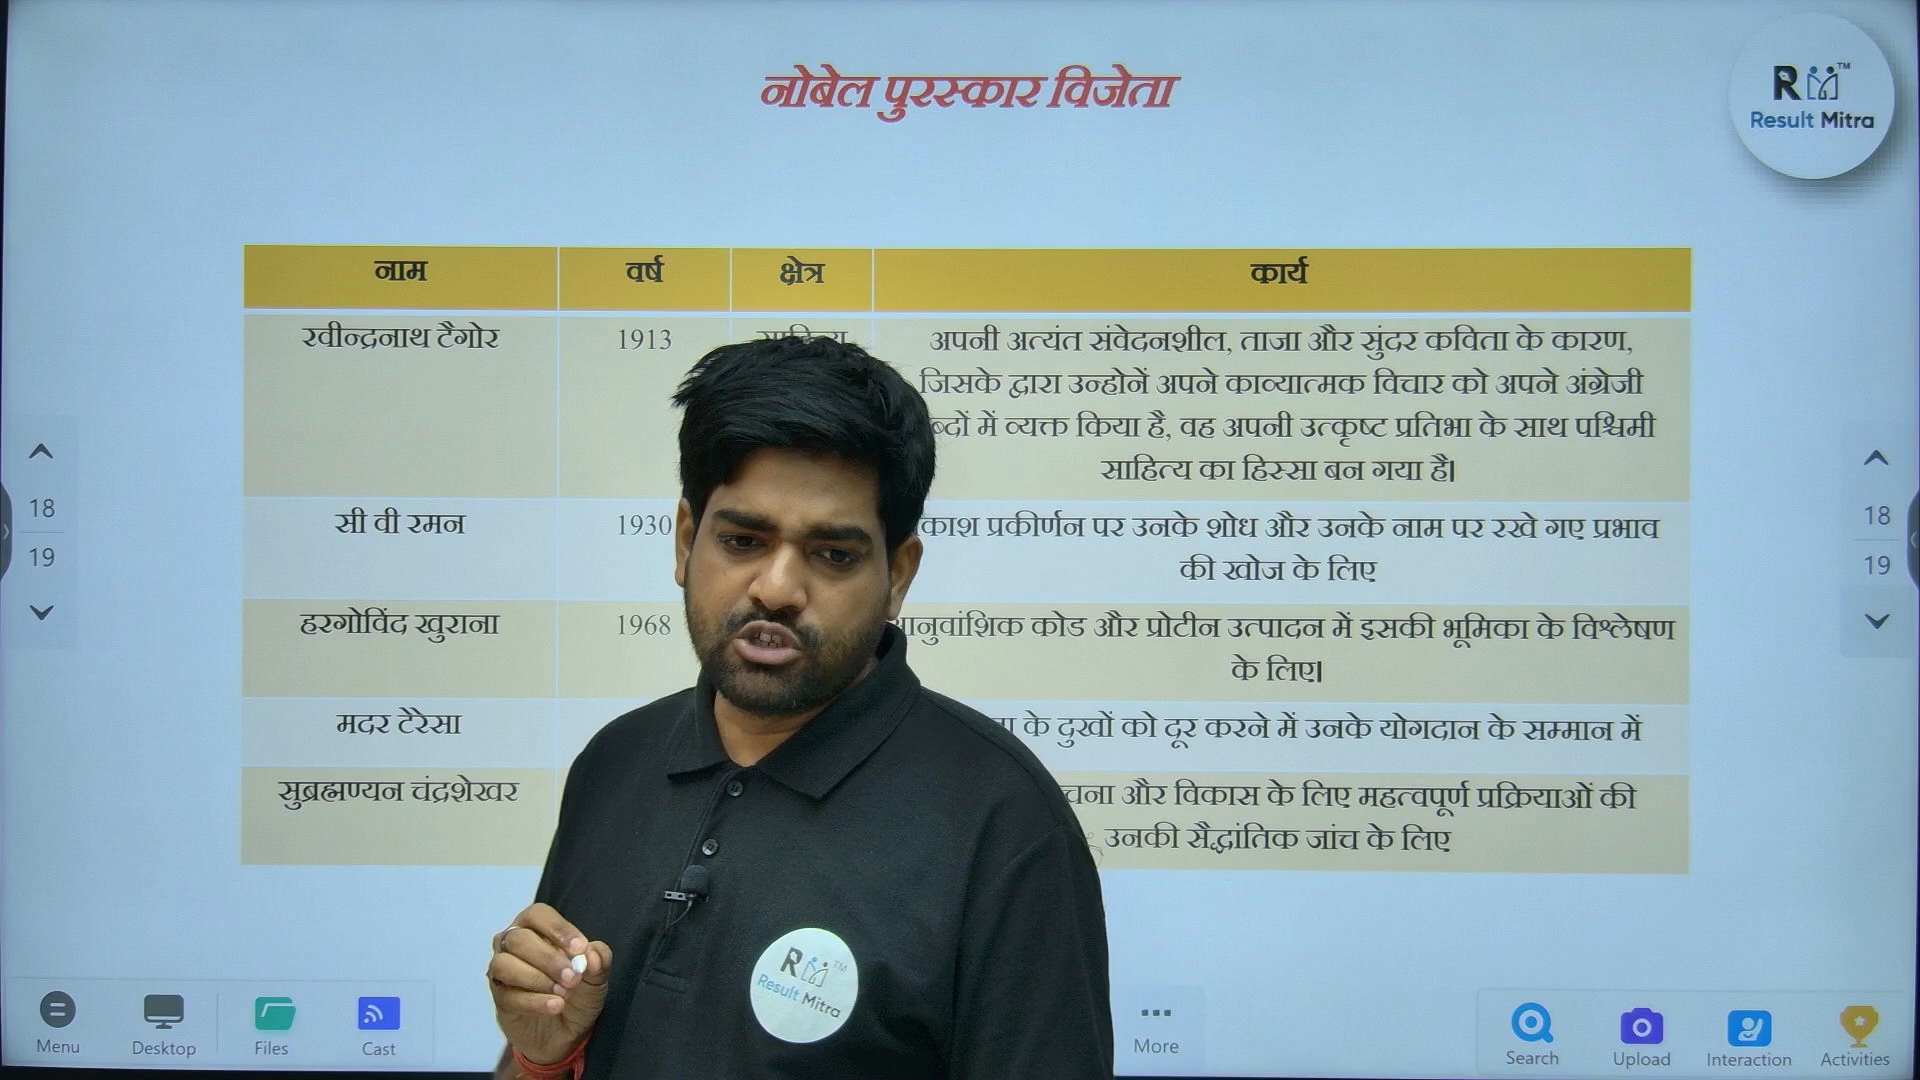 नोबेल पुरस्कार विजेता
R TM
Result Mitra
नाम वर्ष क्षेत्र कार्य
रवीन्द्रनाथ टैगोर 1913 अपनी अत्यंत संवेदनशील, ताजा और सुंदर कविता के कारण,
जिसके द्वारा उन्होनें अपने काव्यात्मक विचार को अपने अंग्रेजी
में व्यक्त किया है, वह अपनी उत्कृष्ट प्रतिभा के साथ पश्चिमी
साहित्य का हिस्सा बन गया है।
सी वी रमन 1930 प्रकीर्णन पर उनके शोध और उनके नाम पर रखे गए प्रभाव
की खोज के लिए
हरगोविंद खुराना 1968 आनुवांशिक कोड और प्रोटीन उत्पादन में इसकी भूमिका के विश्लेषण
के लिए।
मदर टैरेसा के दुखों को दूर करने में उनके योगदान के सम्मान में
सुब्रह्मण्यन चंद्रशेखर और विकास के लिए महत्वपूर्ण प्रक्रियाओं की
उनकी सैद्धांतिक जांच के लिए
18
19
18
19
R TM
Result Mitra
Menu Desktop Files Cast More Search Upload Interaction Activities